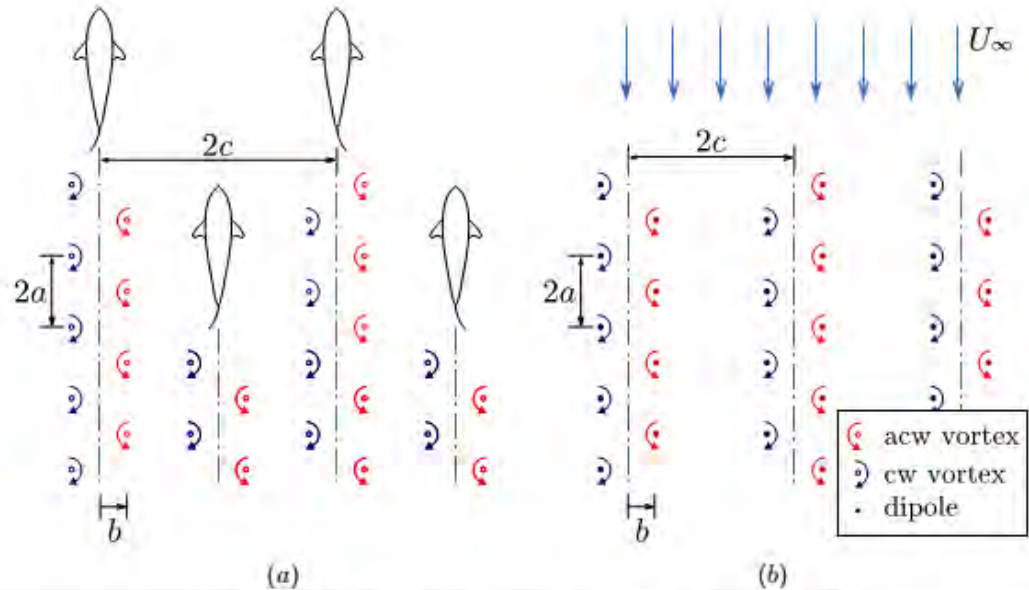 U∞
2c
2c
2a
2a
acw vortex
cw vortex
dipole
b
b
(a)
(b)